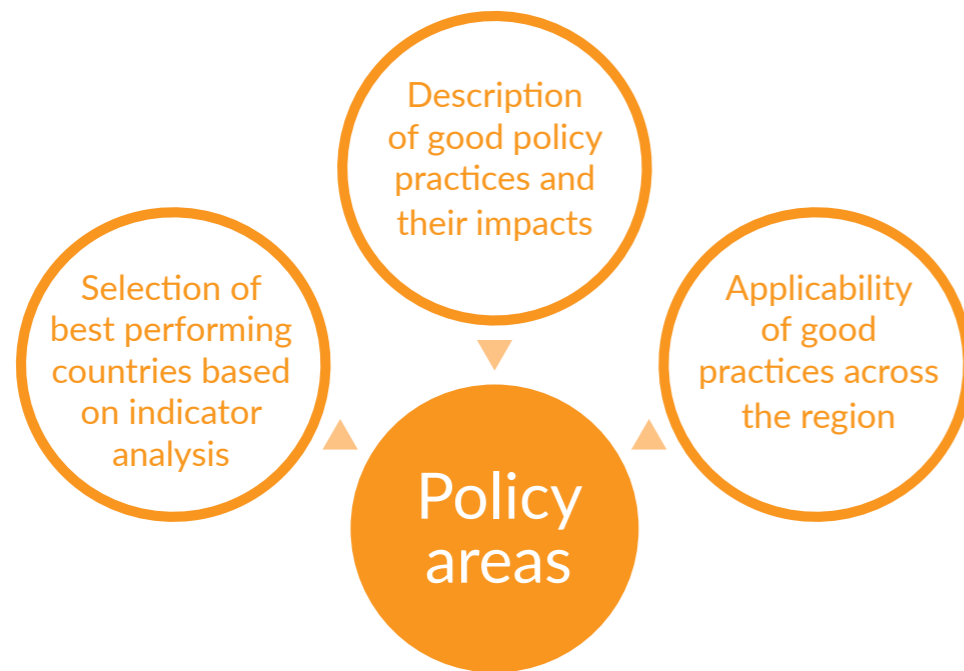 Description
of good policy
practices and
their impacts
Selection of
best performing
countries based
on indicator
analysis
Applicability
of good
practices across
the region
Policy
areas